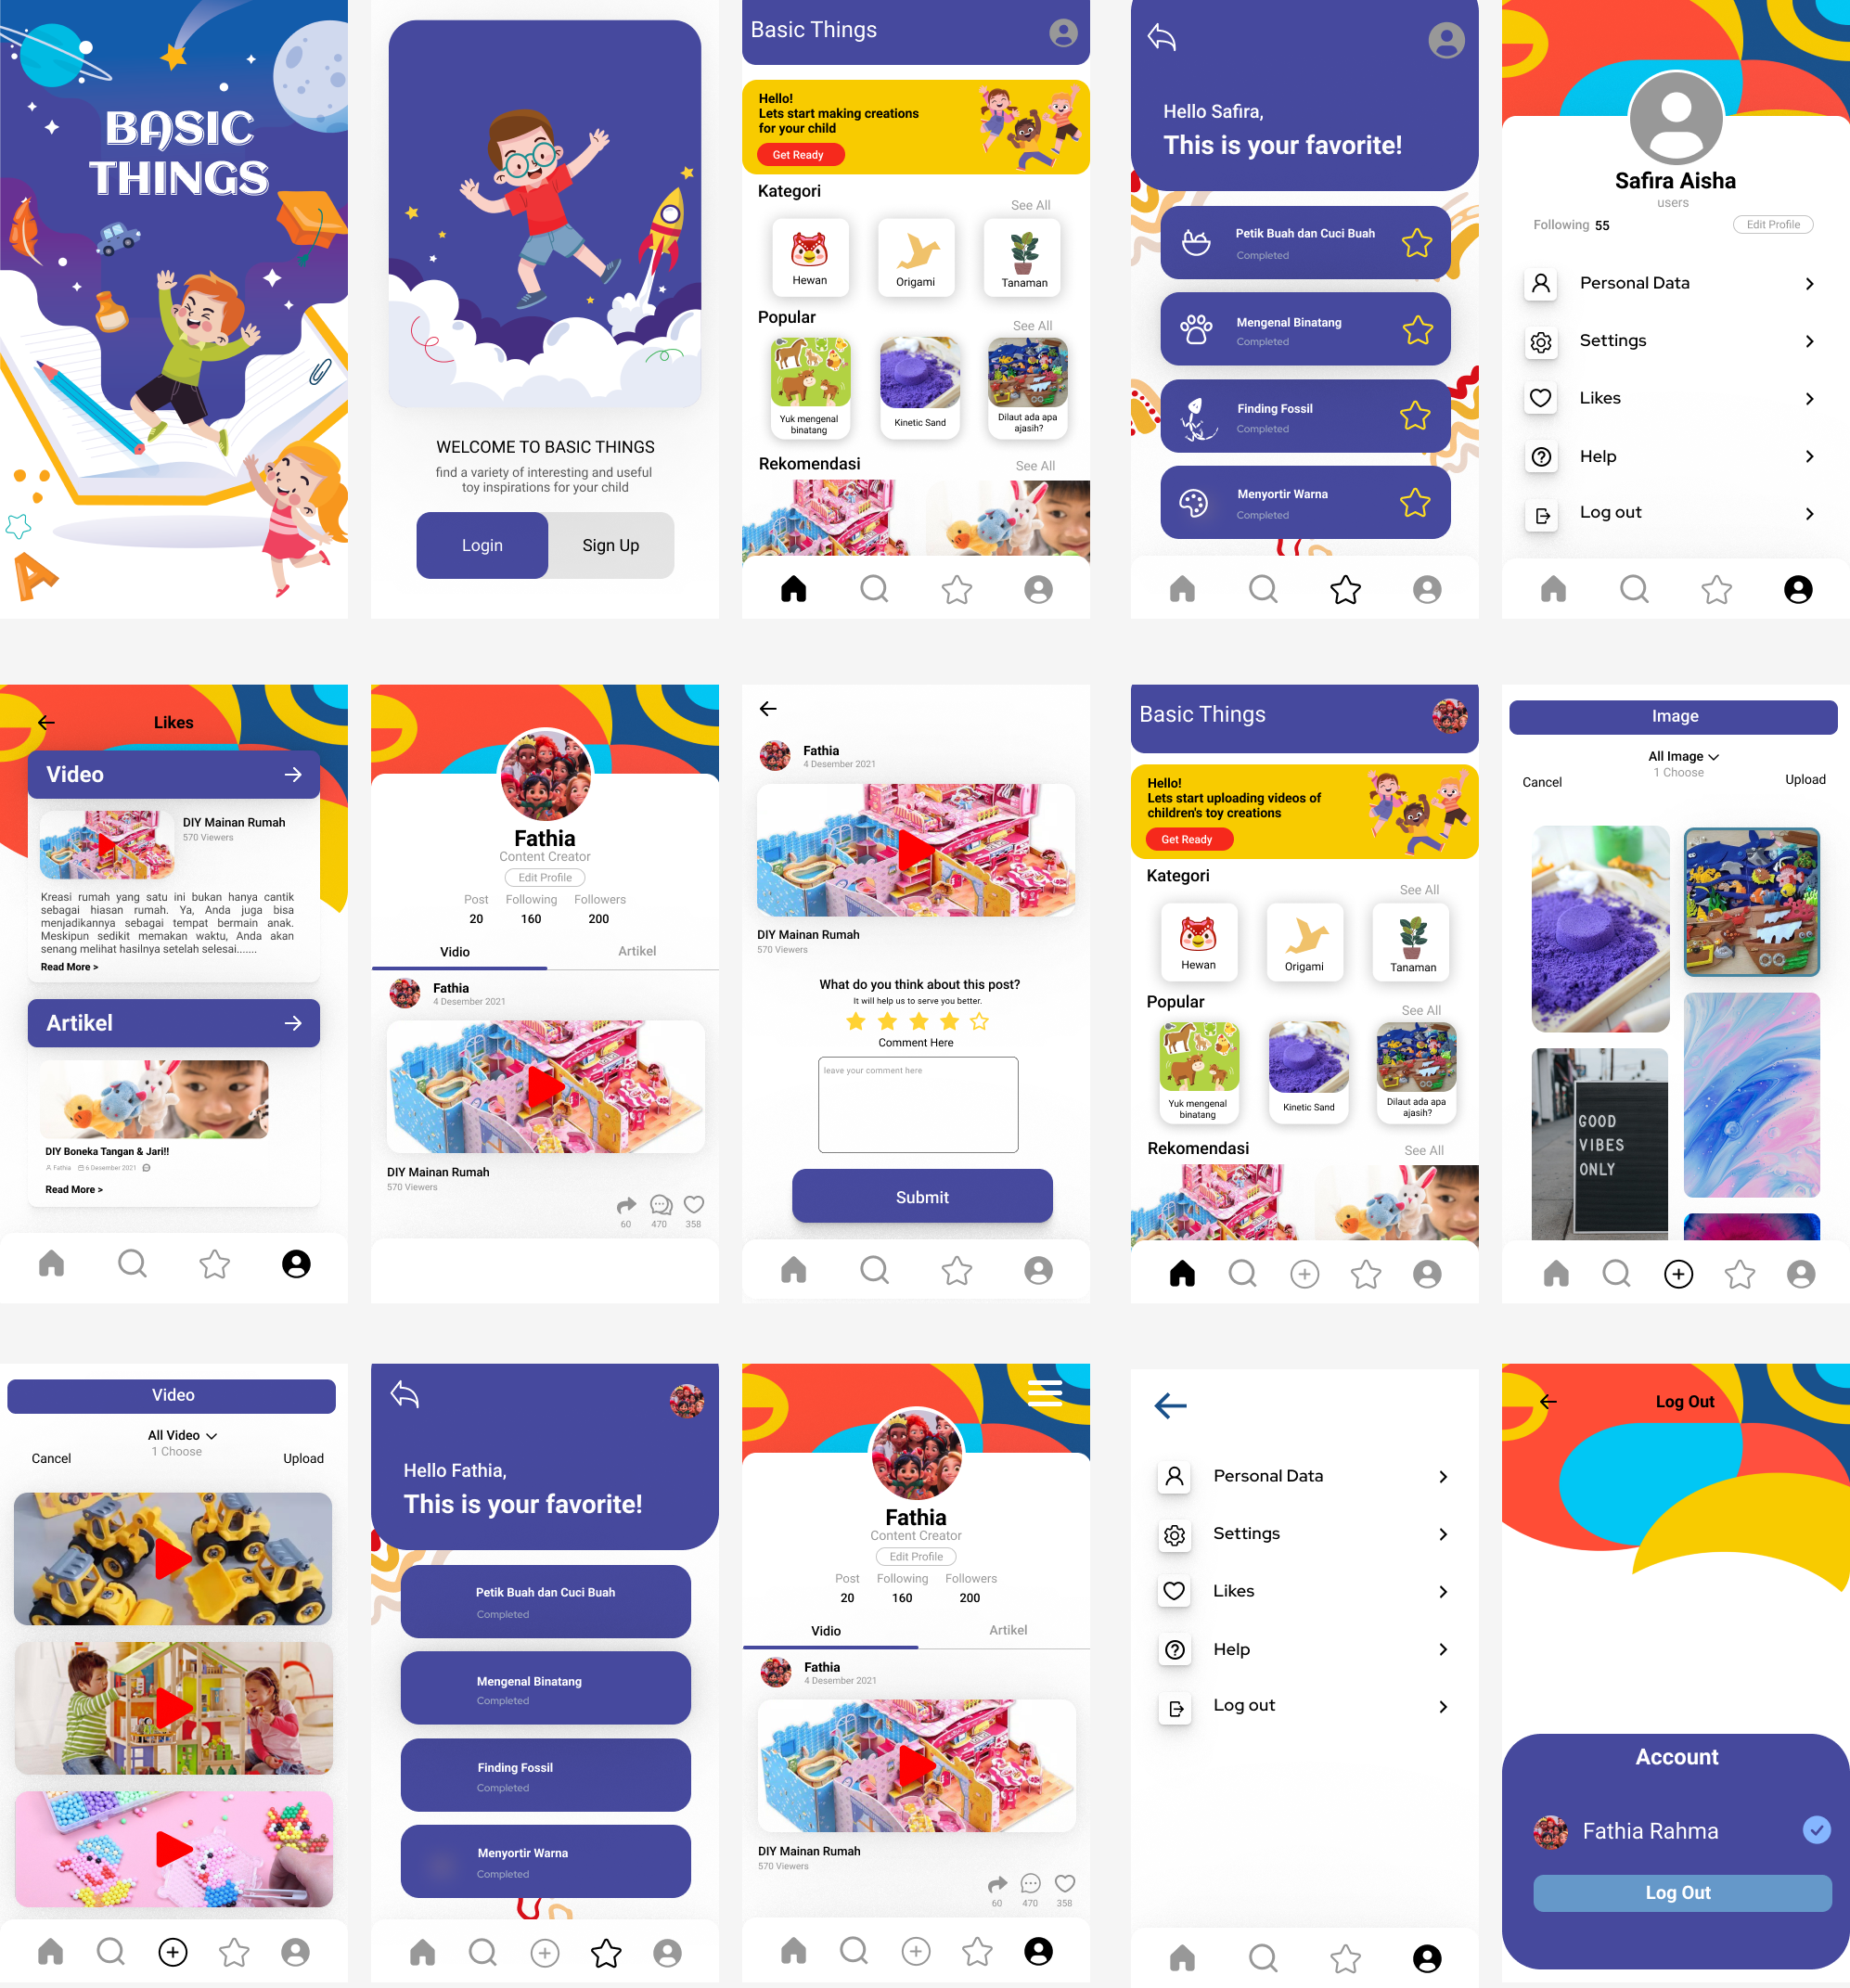 BASIC
THINGS
WELCOME TO BASIC THINGS
find a variety of interesting and useful
toy inspirations for your child
Login
Sign Up
Basic Things
Hello!
Lets start making creations
for your child
Get Ready
Kategori
See All
Hewan
Origami
Tanaman
Popular
See All
Yuk mengenal
binatang
Kinetic Sand
Dilaut ada apa
ajasih?
Rekomendasi
See All
Hello Safira,
This is your favorite!
Petik Buah dan Cuci Buah
Completed
Mengenal Binatang
Completed
Finding Fossil
Completed
Menyortir Warna
Completed
Safira Aisha
users
Following 55
Edit Profile
Personal Data
Settings
Likes
Help
Log out
Likes
Video
DIY Mainan Rumah
570 Viewers
Kreasi rumah yang satu ini bukan hanya cantik
sebagai hiasan rumah. Ya, Anda juga bisa
menjadikannya sebagai tempat bermain anak.
Meskipun sedikit memakan waktu, Anda akan
senang melihat hasilnya setelah selesai.......
Read More >
Artikel
DIY Boneka Tangan & Jari!!
Fathia 6 Desember 2021
Read More >
Fathia
Content Creator
Edit Profile
Post Following Followers
20 160 200
Vidio
Artikel
Fathia
4 Desember 2021
DIY Mainan Rumah
570 Viewers
60 470 358
Fathia
4 Desember 2021
DIY Mainan Rumah
570 Viewers
What do you think about this post?
It will help us to serve you better.
Comment Here
leave your comment here
Submit
Basic Things
Hello!
Lets start uploading videos of
children's toy creations
Get Ready
Kategori
See All
Hewan
Origami
Tanaman
Popular
See All
Yuk mengenal
binatang
Kinetic Sand
Dilaut ada apa
ajasih?
Rekomendasi
See All
Image
All Image
1 Choose
Cancel
Upload
GOOD
VIBES
ONLY
Video
All Video
1 Choose
Cancel
Upload
Hello Fathia,
This is your favorite!
Petik Buah dan Cuci Buah
Completed
Mengenal Binatang
Completed
Finding Fossil
Completed
Menyortir Warna
Completed
Fathia
Content Creator
Edit Profile
Post Following Followers
20 160 200
Vidio
Artikel
Fathia
4 Desember 2021
DIY Mainan Rumah
570 Viewers
60 470 358
Personal Data
Settings
Likes
Help
Log out
Log Out
Account
Fathia Rahma
Log Out